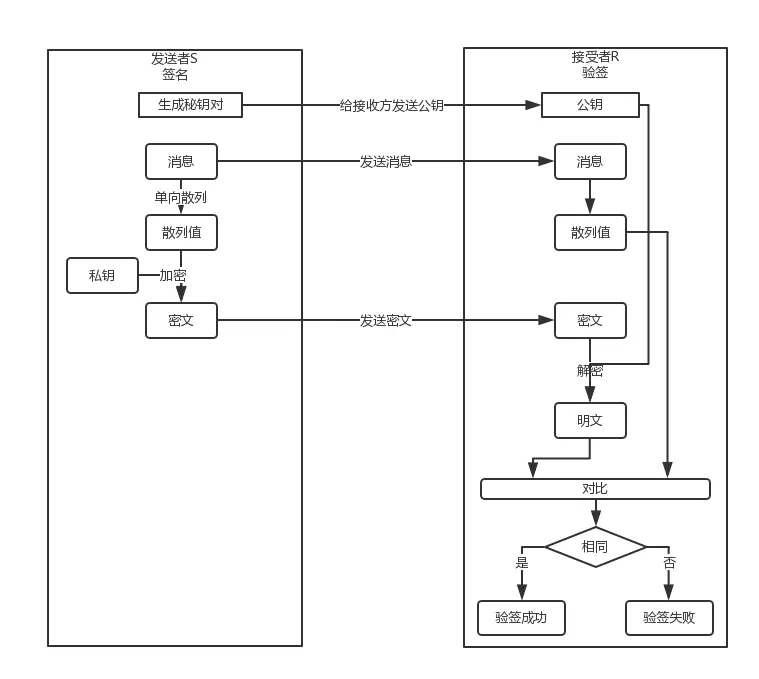 发送者S
签名
接受者R
验签
生成秘钥对
给接收方发送公钥
公钥
消息
发送消息
消息
单向散列
散列值
散列值
私钥
加密
密文
发送密文
密文
解密
明文
对比
相同
是
否
验签成功
验签失败